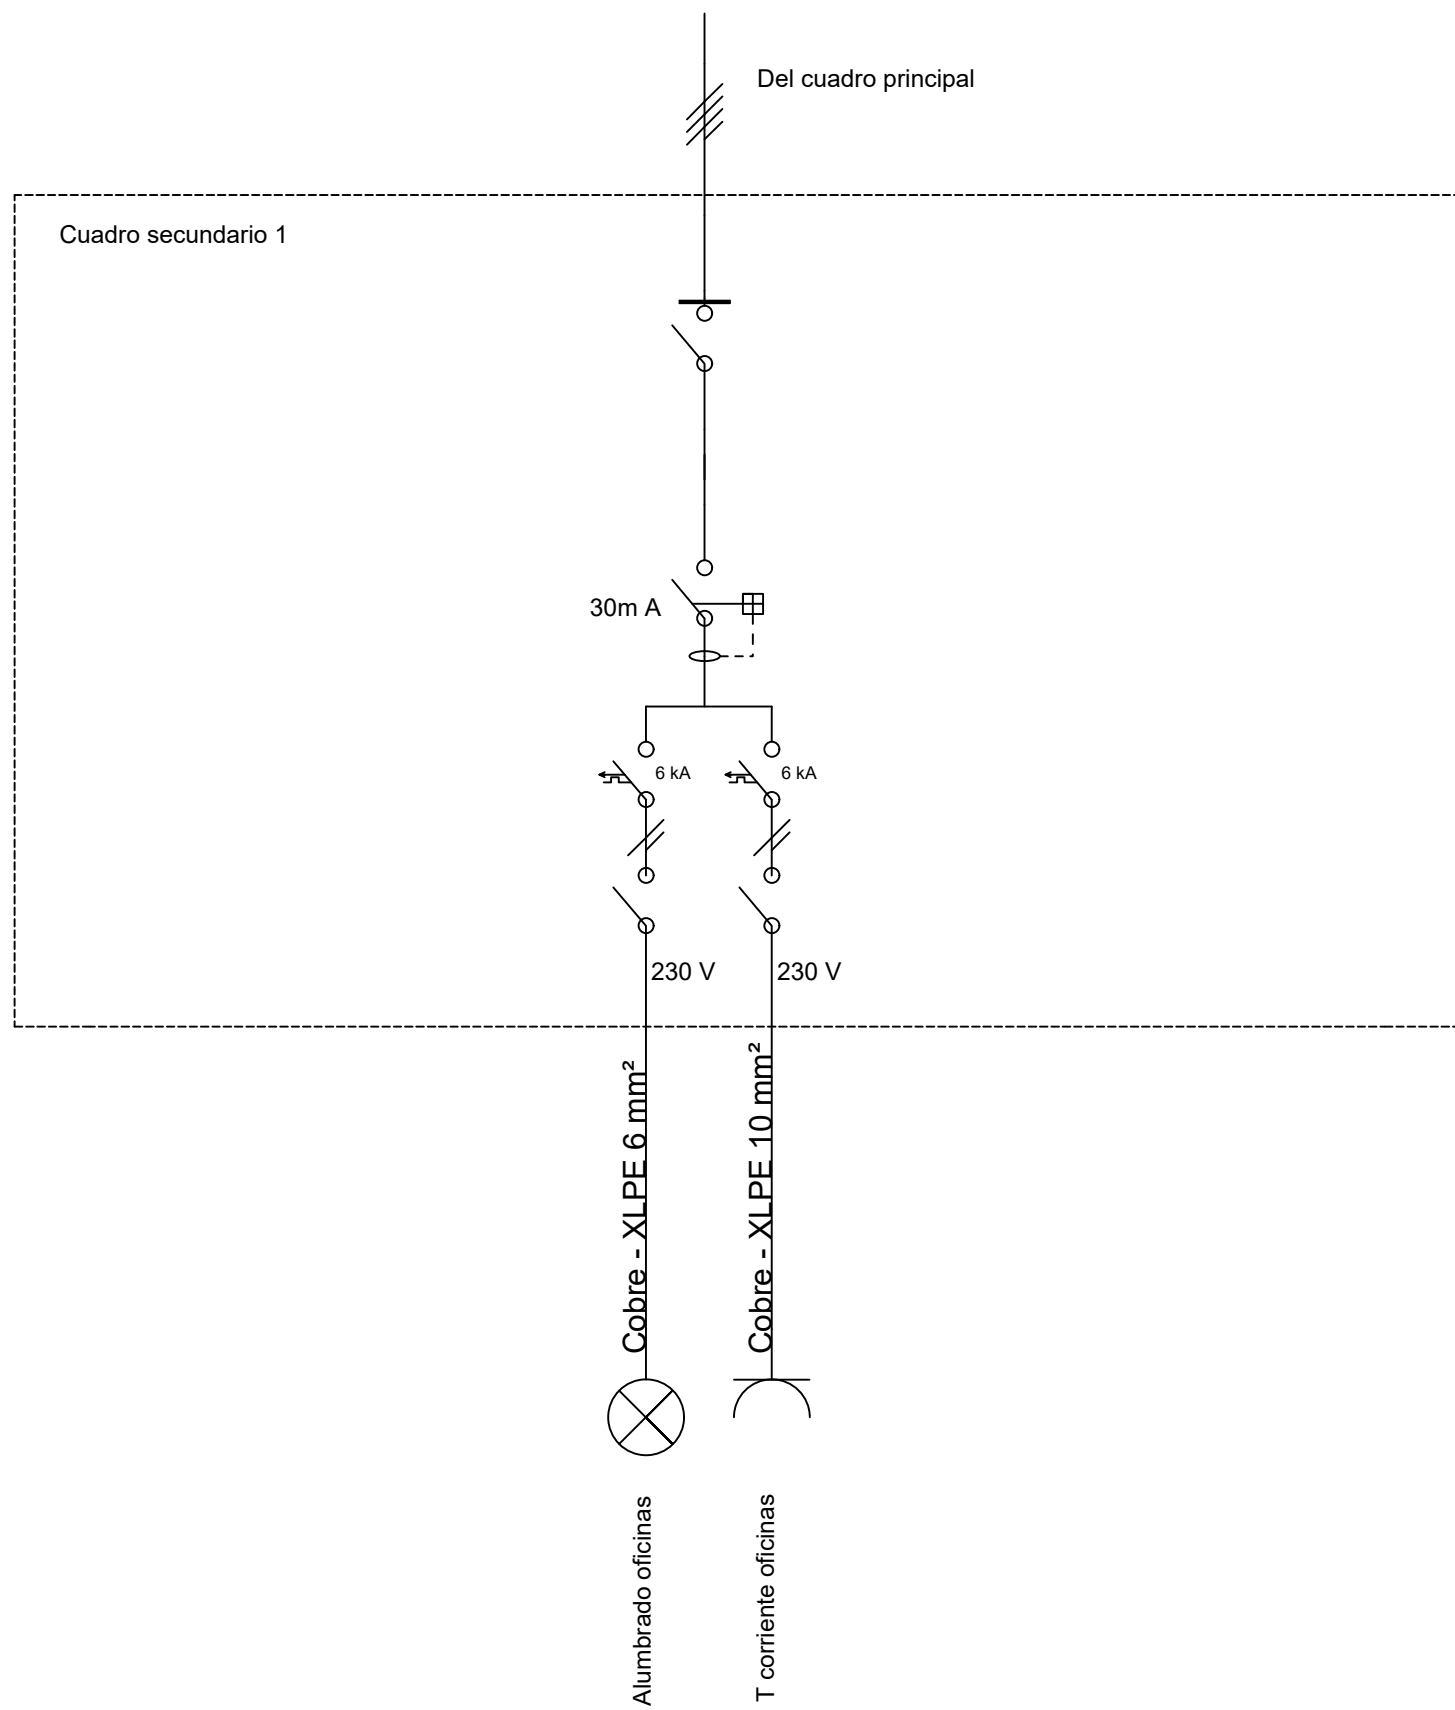 Del cuadro principal
Cuadro secundario 1
30m A
6 kA
6 kA
230 V
230 V
Cobre - XLPE 6 mm²
Cobre - XLPE 10 mm²
Alumbrado oficinas
T corriente oficinas